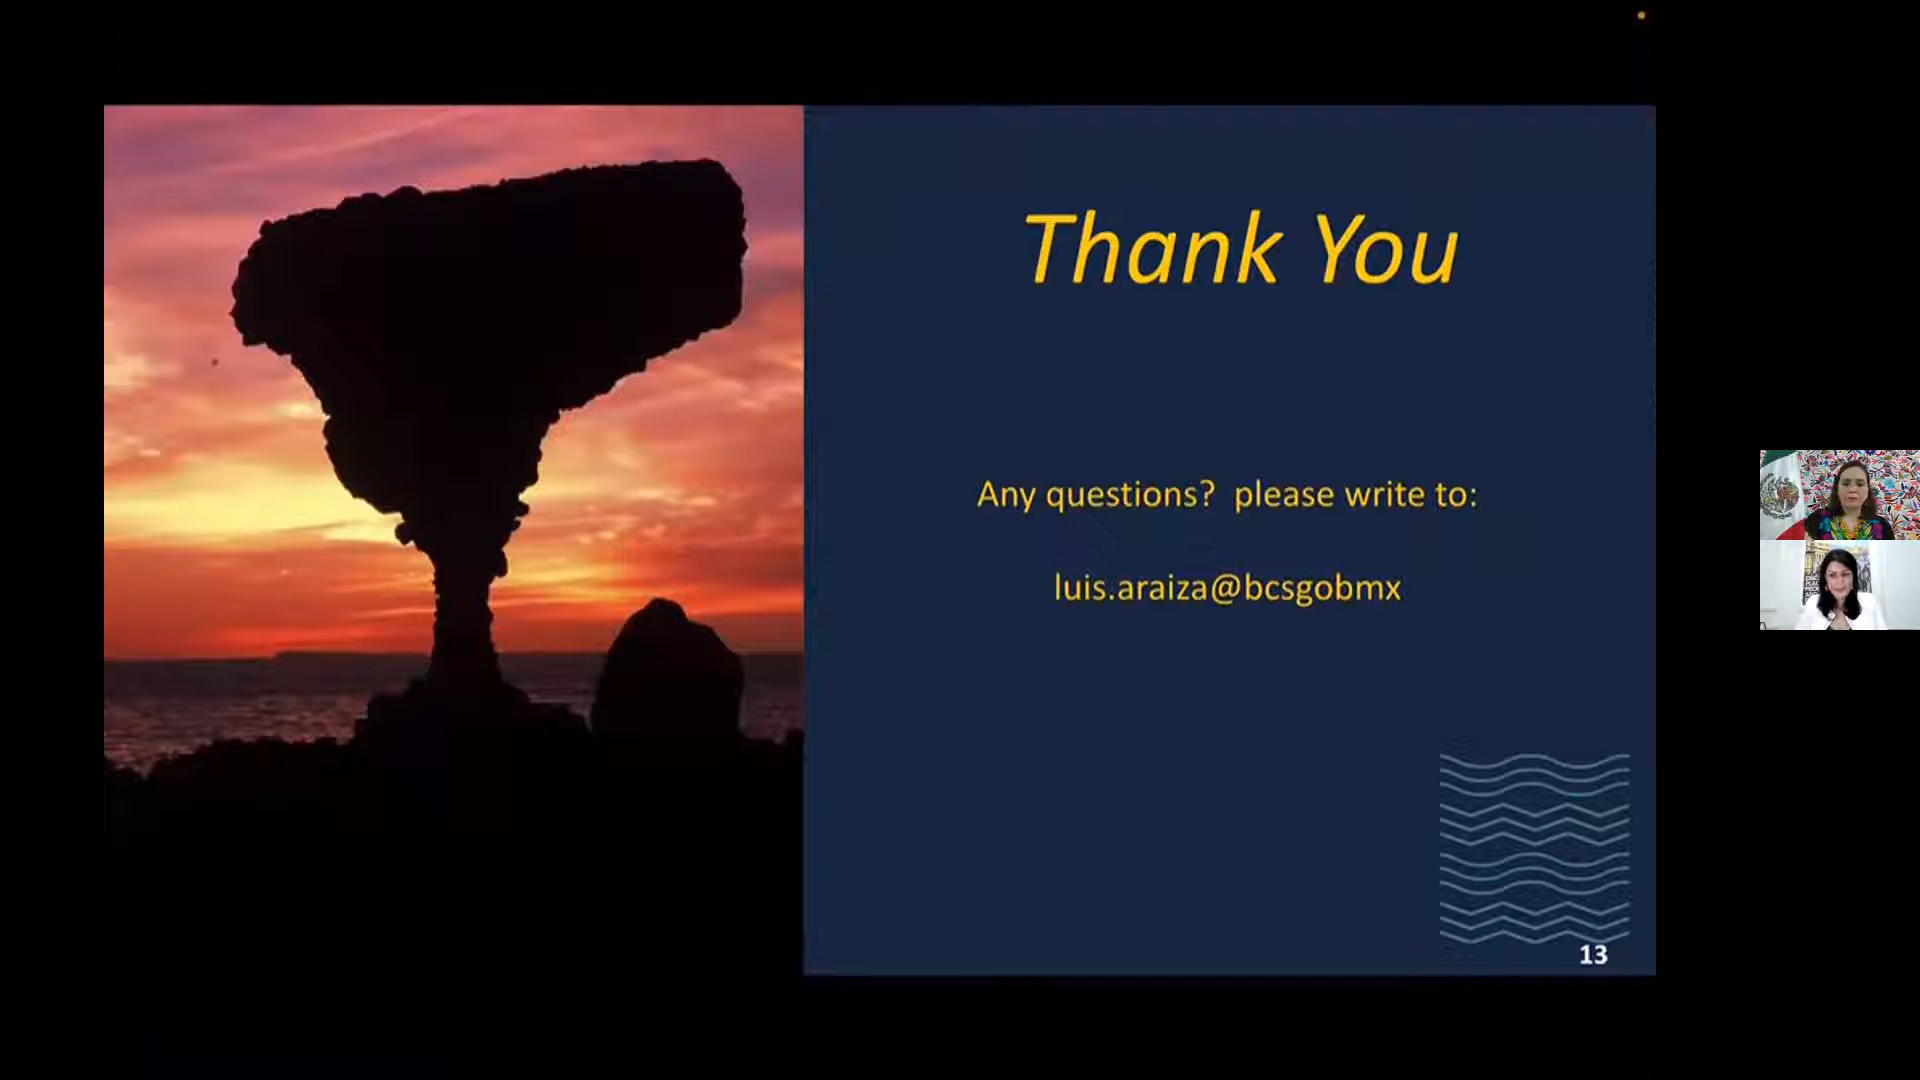 Thank You
Any questions?  please write to:
luis.araiza@bcsgobmx
13